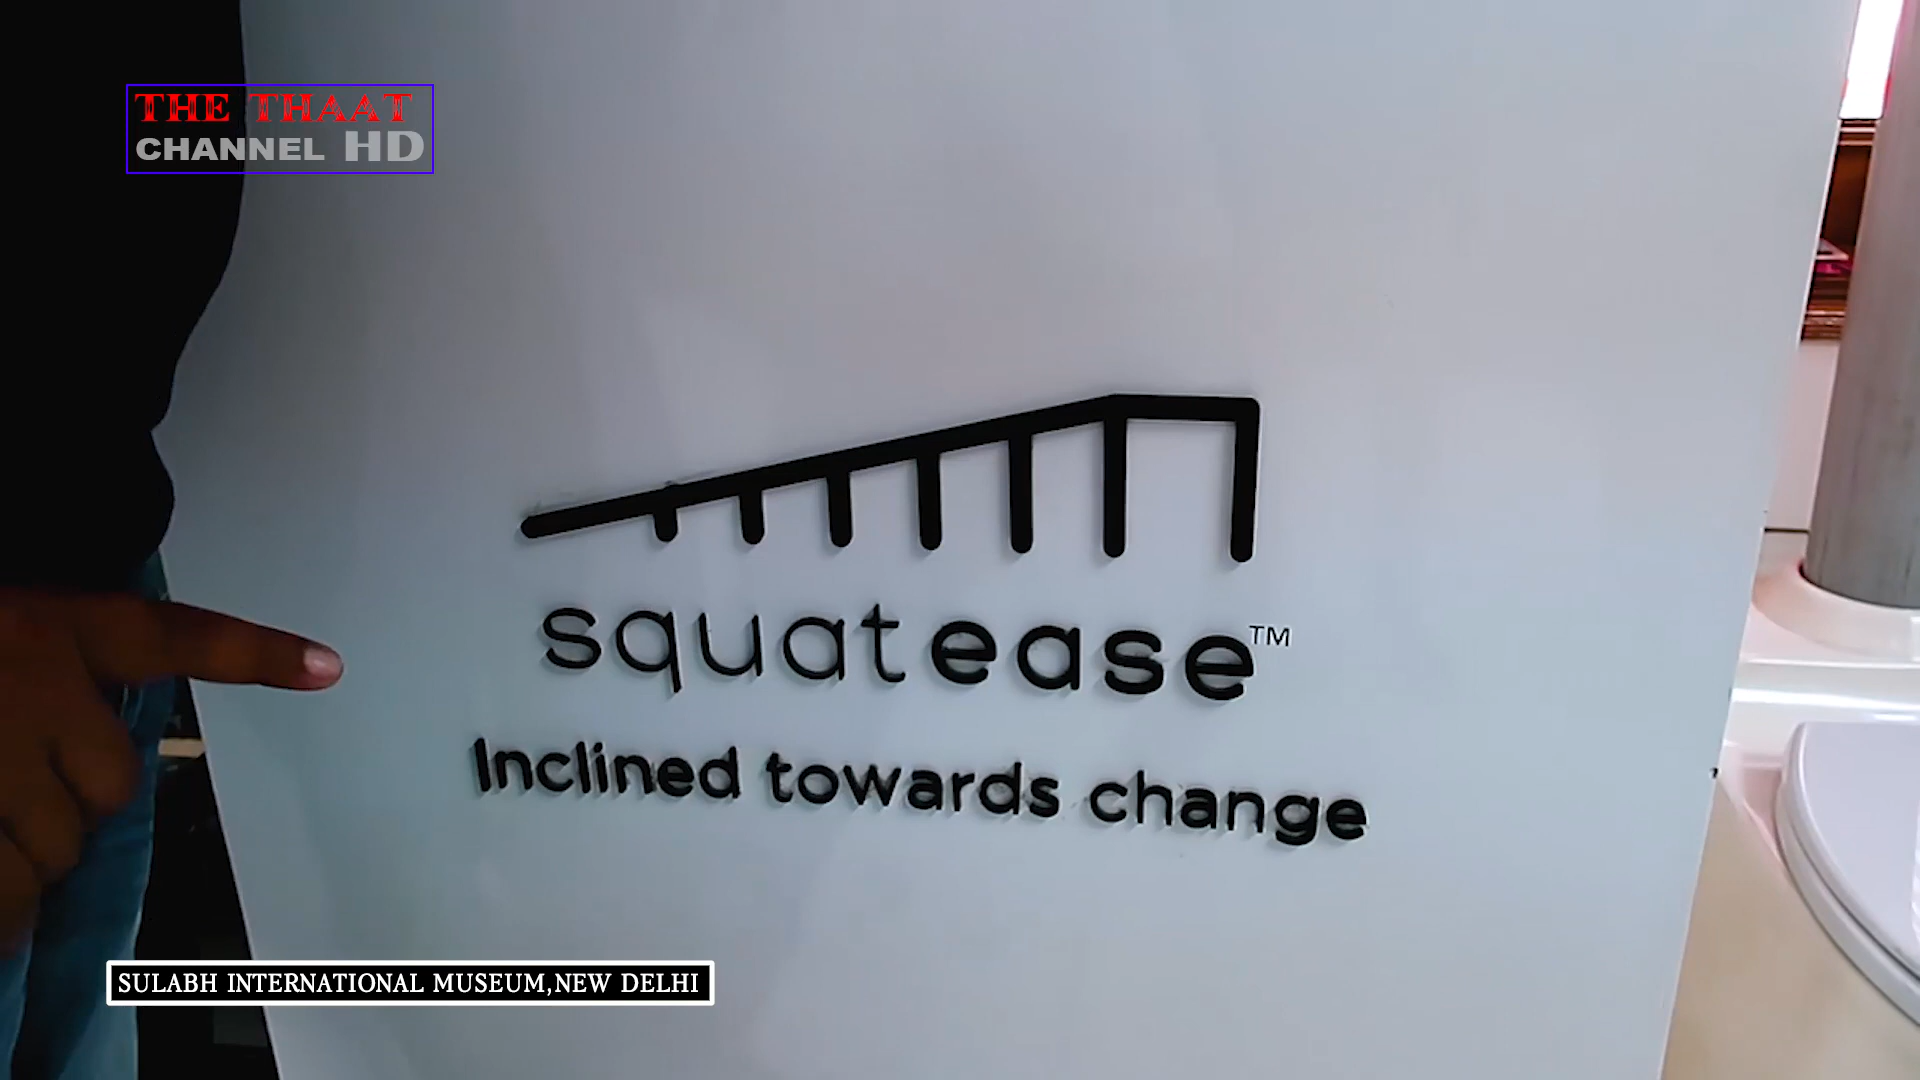 THE THAAT
CHANNEL HD
squatease™
Inclined towards change
SULABH INTERNATIONAL MUSEUM,NEW DELHI